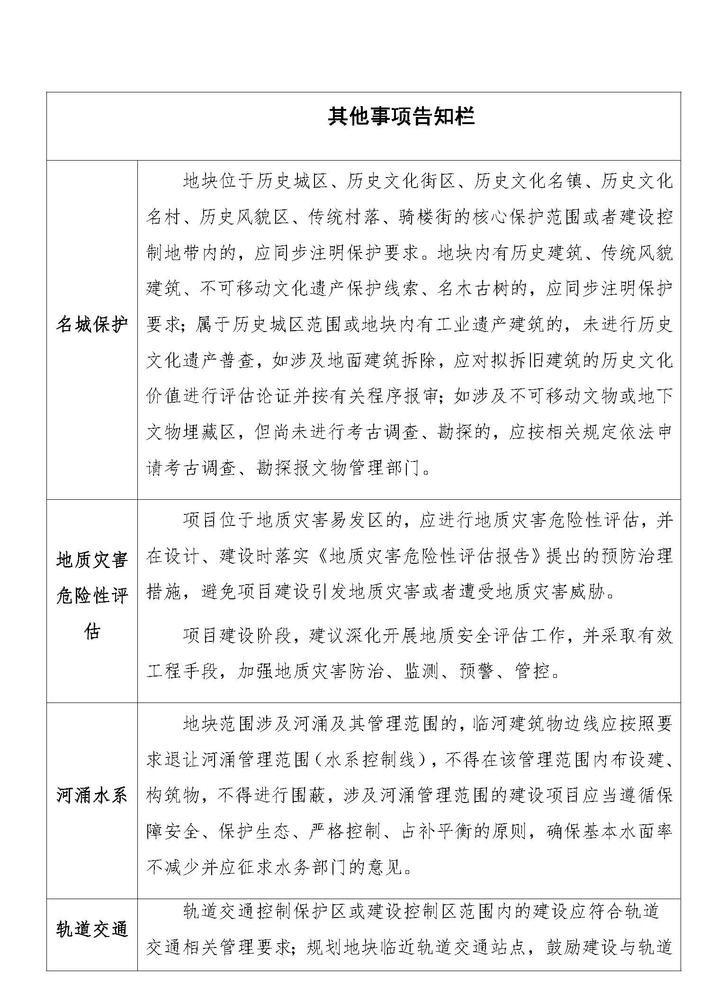 其他事项告知栏
名城保护
地块位于历史城区、历史文化街区、历史文化名镇、历史文化
名村、历史风貌区、传统村落、骑楼街的核心保护范围或者建设控
制地带内的，应同步注明保护要求。地块内有历史建筑、传统风貌
建筑、不可移动文化遗产保护线索、名木古树的，应同步注明保护
要求；属于历史城区范围或地块内有工业遗产建筑的，未进行历史
文化遗产普查，如涉及地面建筑拆除，应对拟拆旧建筑的历史文化
价值进行评估论证并按有关程序报审；如涉及不可移动文物或地下
文物埋藏区，但尚未进行考古调查、勘探的，应按相关规定依法申
请考古调查、勘探报文物管理部门。
地质灾害
危险性评
估
项目位于地质灾害易发区的，应进行地质灾害危险性评估，并
在设计、建设时落实《地质灾害危险性评估报告》提出的预防治理
措施，避免项目建设引发地质灾害或者遭受地质灾害威胁。
项目建设阶段，建议深化开展地质安全评估工作，并采取有效
工程手段，加强地质灾害防治、监测、预警、管控。
河涌水系
地块范围涉及河涌及其管理范围的，临河建筑物边线应按照要
求退让河涌管理范围（水系控制线），不得在该管理范围内布设建、
构筑物，不得进行围蔽，涉及河涌管理范围的建设项目应当遵循保
障安全、保护生态、严格控制、占补平衡的原则，确保基本水面率
不减少并应征求水务部门的意见。
轨道交通
轨道交通控制保护区或建设控制区范围内的建设应符合轨道
交通相关管理要求；规划地块临近轨道交通站点，鼓励建设与轨道